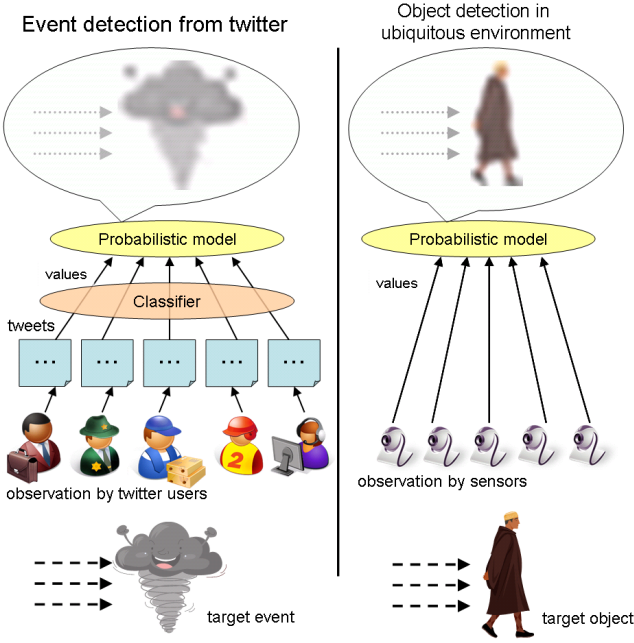 Event detection from twitter
Probabilistic model
values
Classifier
tweets
... ... ... ... ...
2
observation by twitter users
target event
Object detection in
ubiquitous environment
Probabilistic model
values
observation by sensors
target object